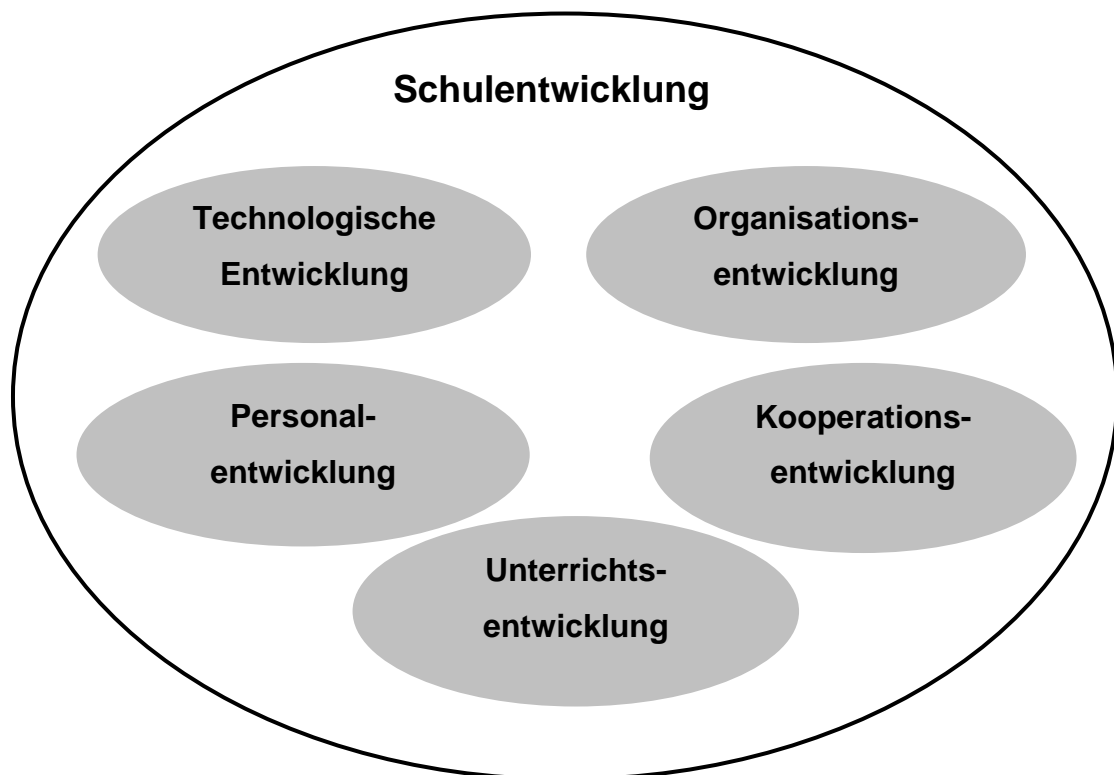 Schulentwicklung
Technologische
Entwicklung
Organisations-
entwicklung
Personal-
entwicklung
Kooperations-
entwicklung
Unterrichts-
entwicklung